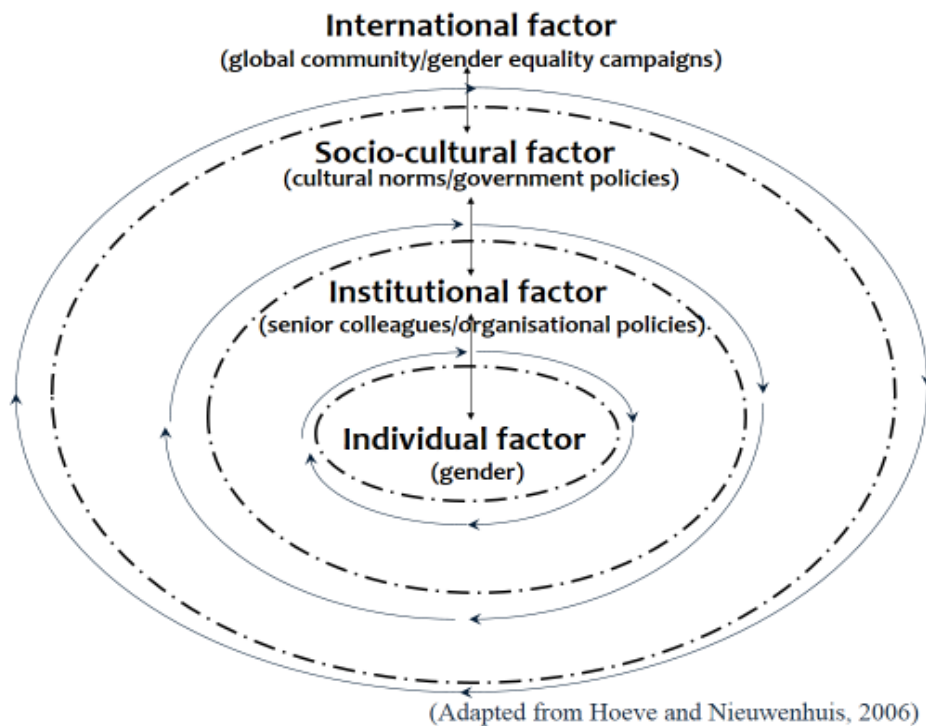 International factor
(global community/gender equality campaigns)
Socio-cultural factor
(cultural norms/government policies)
Institutional factor
(senior colleagues/organisational policies)
Individual factor
(gender)
(Adapted from Hoeve and Nieuwenhuis, 2006)